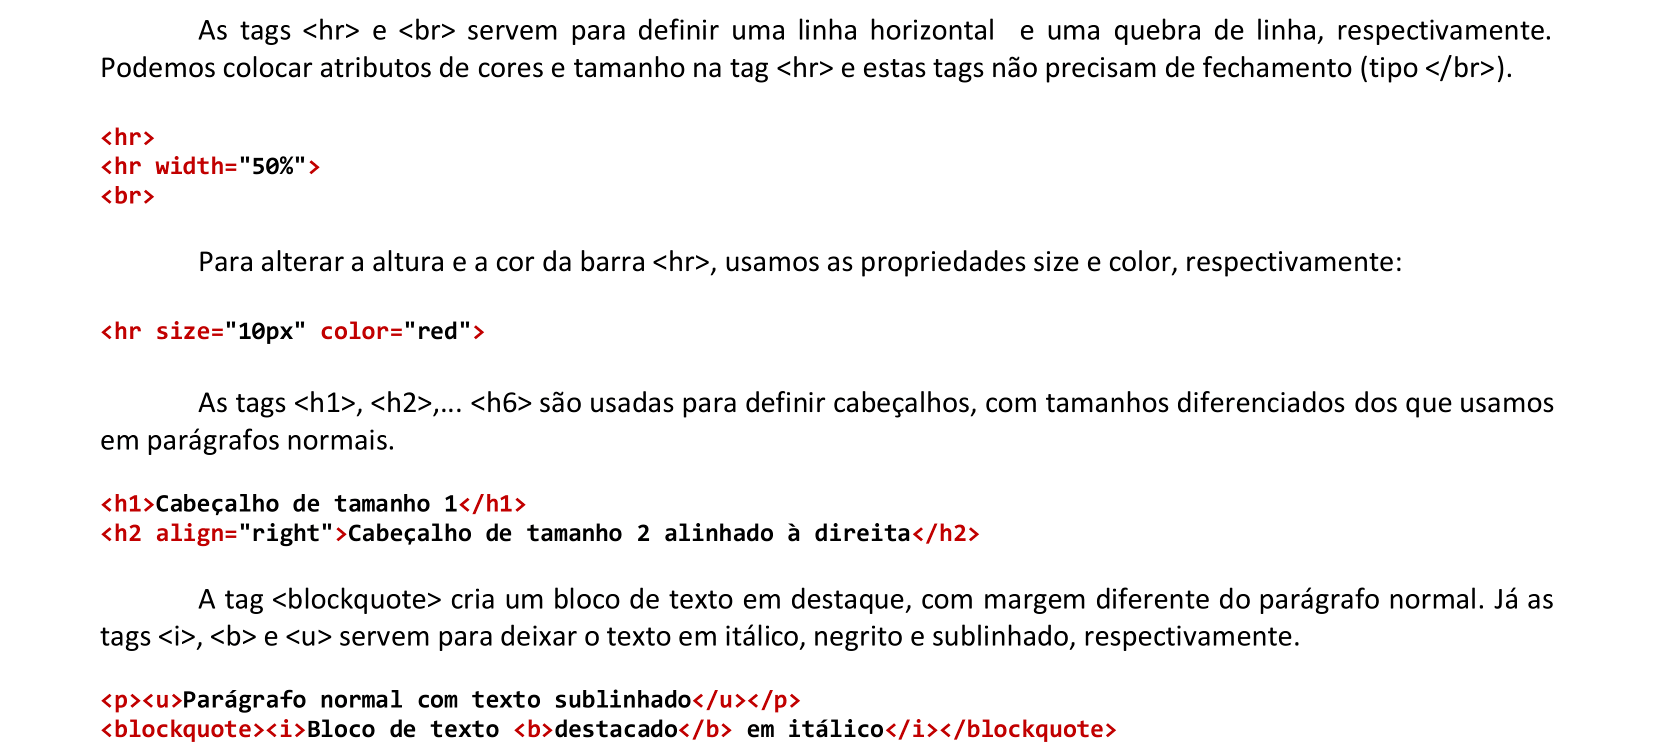 As tags <hr> e <br> servem para definir uma linha horizontal e uma quebra de linha, respectivamente.
Podemos colocar atributos de cores e tamanho na tag <hr> e estas tags não precisam de fechamento (tipo </br>).
<hr>
<hr width="50%">
<br>
Para alterar a altura e a cor da barra <hr>, usamos as propriedades size e color, respectivamente:
<hr size="10px" color="red">
As tags <h1>, <h2>,... <h6> são usadas para definir cabeçalhos, com tamanhos diferenciados dos que usamos
em parágrafos normais.
<h1>Cabeçalho de tamanho 1</h1>
<h2 align="right">Cabeçalho de tamanho 2 alinhado à direita</h2>
A tag <blockquote> cria um bloco de texto em destaque, com margem diferente do parágrafo normal. Já as
tags <i>, <b> e <u> servem para deixar o texto em itálico, negrito e sublinhado, respectivamente.
<p><u>Parágrafo normal com texto sublinhado</u></p>
<blockquote><i>Bloco de texto <b>destacado</b> em itálico</i></blockquote>